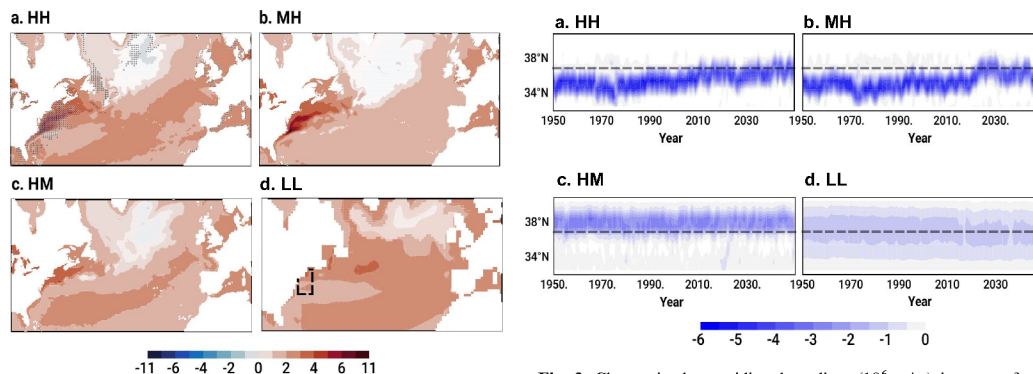 a. HH
b. MH
c. HM
d. LL
-11 -6 -4 -2 0 2 4 6 11
a. HH
b. MH
38°N
34°N
1950 1970 1990 2010 2030 1950 1970. 1990. 2010. 2030.
Year
Year
c. HM
d. LL
38°N
34°N
1950. 1970. 1990. 2010. 2030. 1950. 1970. 1990. 2010. 2030.
Year
Year
-6 -5 -4 -3 -2 -1 0